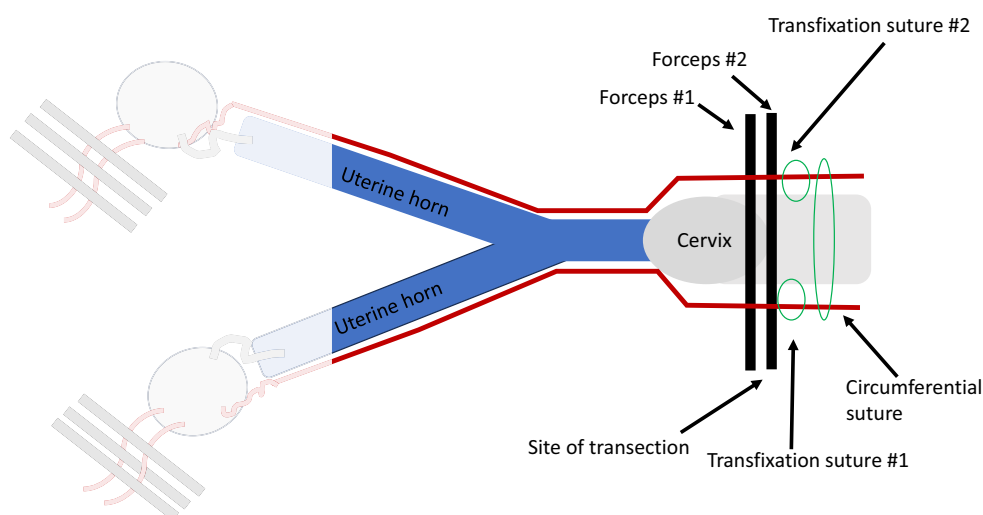 Transfixation suture #2
Forceps #2
Forceps #1
Uterine horn
Cervix
Uterine horn
Circumferential
suture
Site of transection
Transfixation suture #1